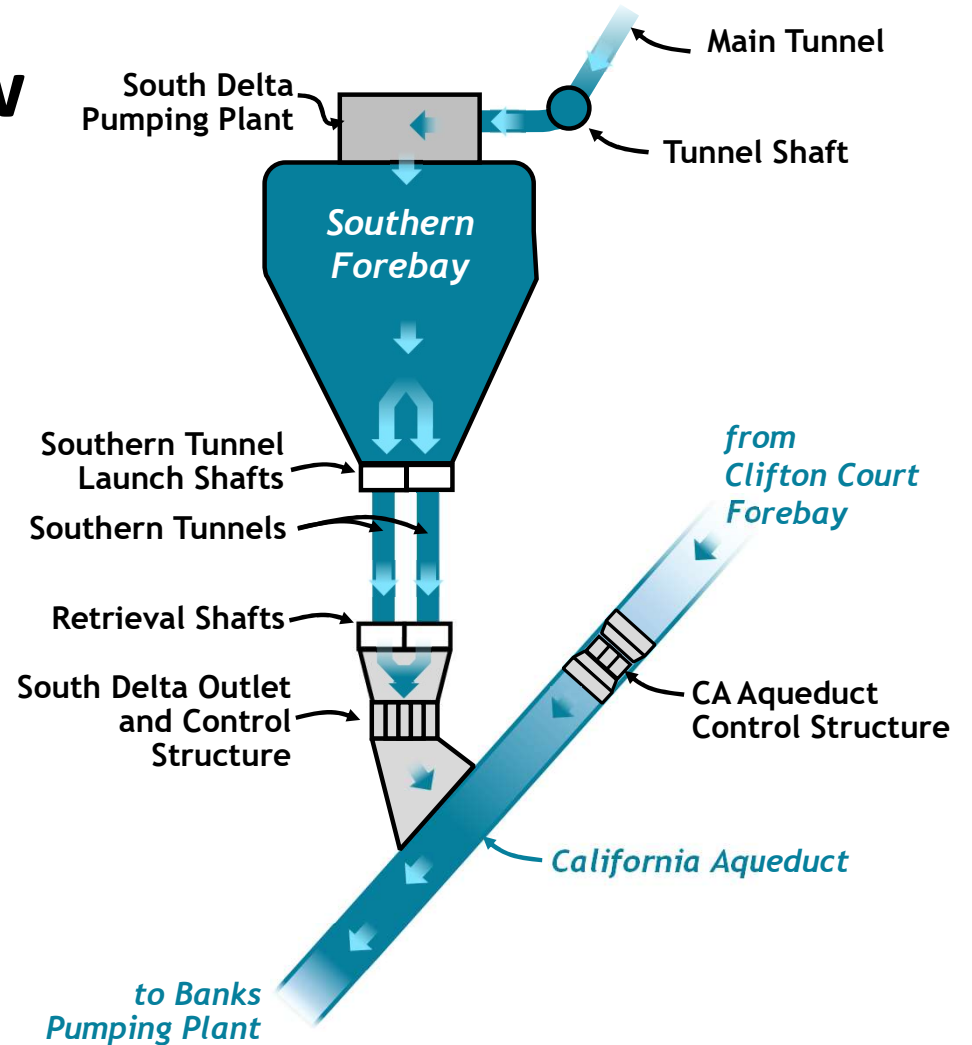 Main Tunnel
South Delta
Pumping Plant
Tunnel Shaft
Southern
Forebay
Southern Tunnel
Launch Shafts
from
Clifton Court
Forebay
Southern Tunnels
Retrieval Shafts
South Delta Outlet
and Control
Structure
CA Aqueduct
Control Structure
California Aqueduct
to Banks
Pumping Plant